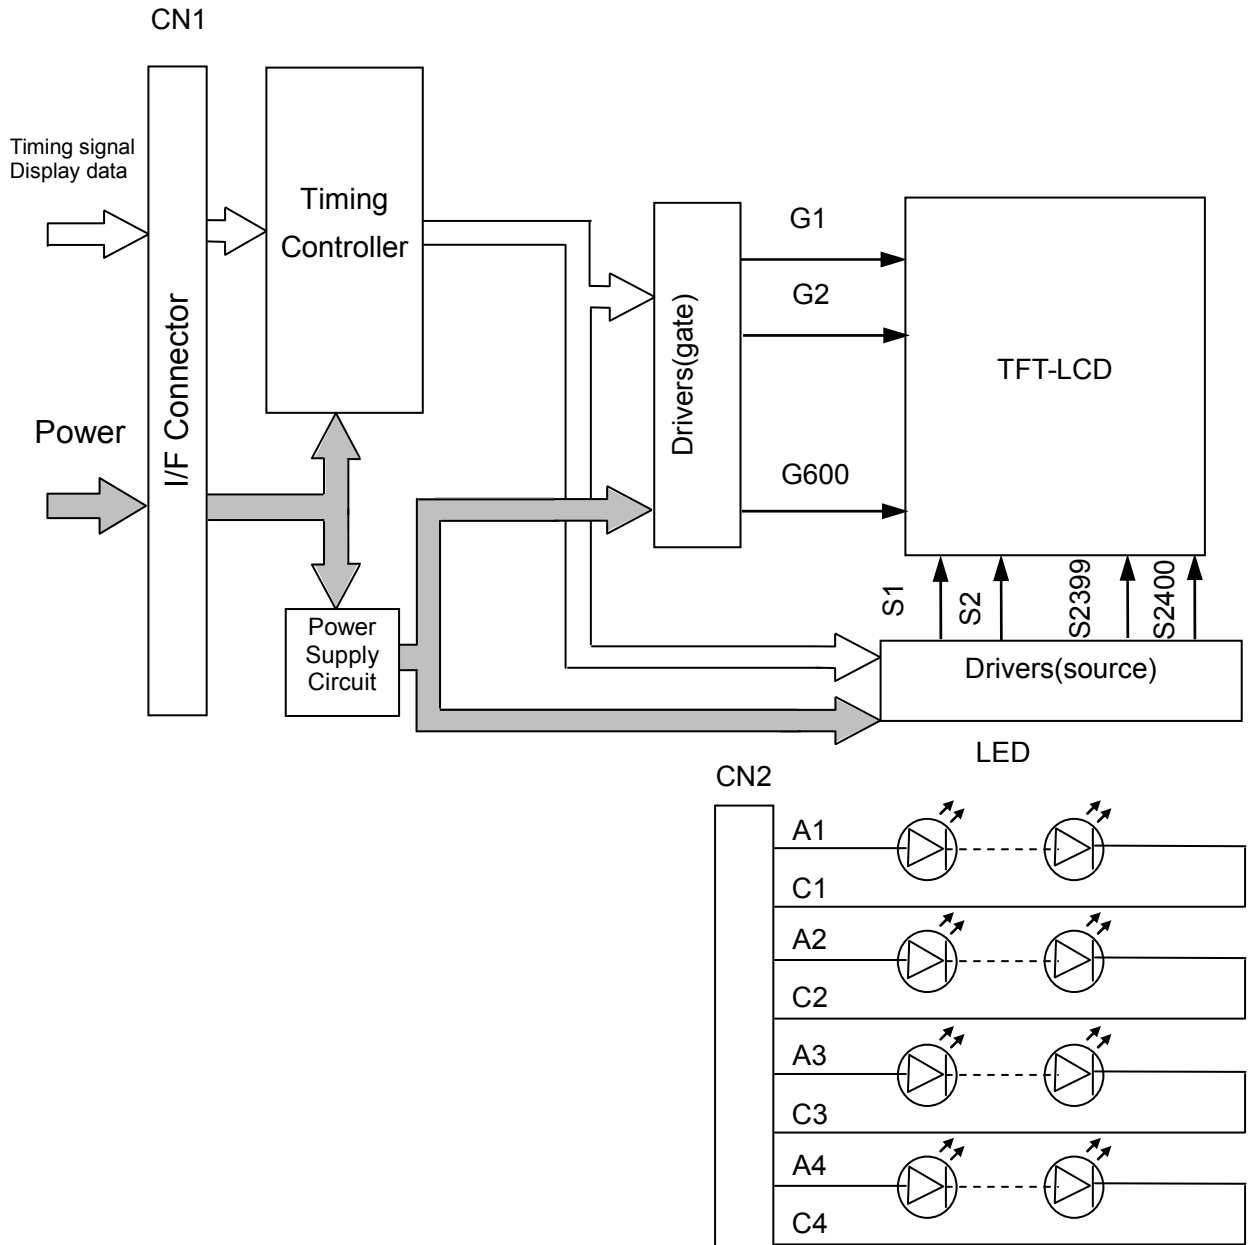 CN1
Timing signal
Display data
Timing
Controller
I/F Connector
Power
Power
Supply
Circuit
Drivers(gate)
G1
G2
G600
TFT-LCD
S1
S2
S2399
S2400
Drivers(source)
LED
CN2
A1
C1
A2
C2
A3
C3
A4
C4